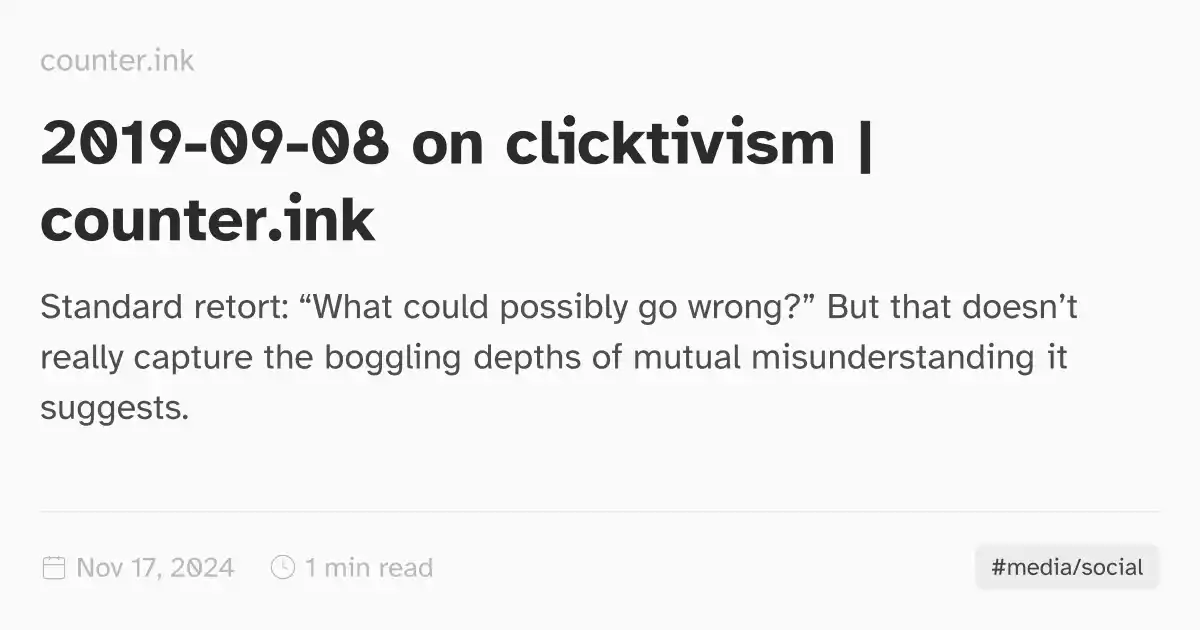 counter.ink
2019-09-08 on clicktivism |
counter.ink
Standard retort: “What could possibly go wrong?” But that doesn’t
really capture the boggling depths of mutual misunderstanding it
suggests.
Nov 17, 2024 1 min read #media/social